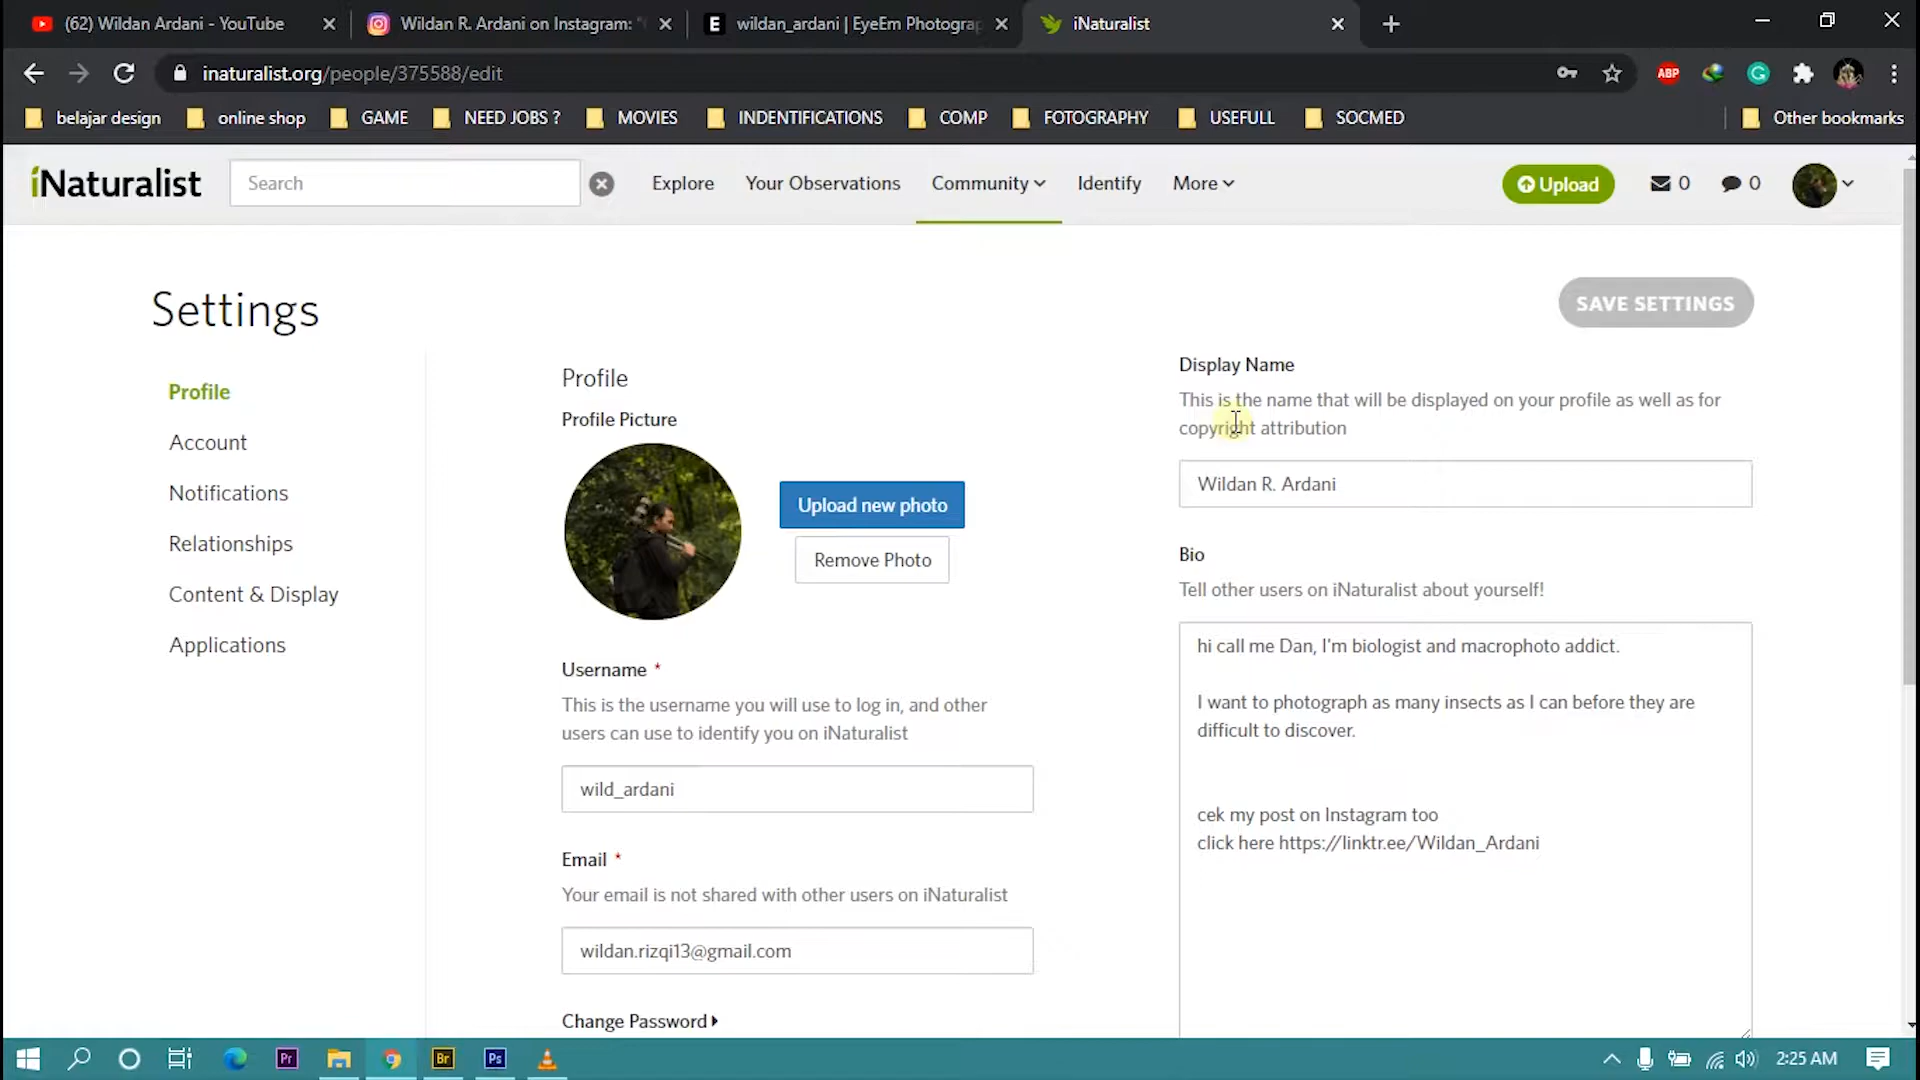 (62) Wildan Ardani - YouTube
Wildan R. Ardani on Instagram: "
wildan_ardani | EyeEm Photograp
iNaturalist
inaturalist.org/people/375588/edit
ABP
belajar design
online shop
GAME
NEED JOBS ?
MOVIES
INDENTIFICATIONS
COMP
FOTOGRAPHY
USEFULL
SOCMED
Other bookmarks
iNaturalist
Search
Explore
Your Observations
Community
Identify
More
Upload
0
0
Settings
SAVE SETTINGS
Profile
Account
Notifications
Relationships
Content & Display
Applications
Profile
Profile Picture
Upload new photo
Remove Photo
Username *
This is the username you will use to log in, and other
users can use to identify you on iNaturalist
wild_ardani
Email *
Your email is not shared with other users on iNaturalist
wildan.rizqi13@gmail.com
Change Password
Display Name
This is the name that will be displayed on your profile as well as for
copyright attribution
Wildan R. Ardani
Bio
Tell other users on iNaturalist about yourself!
hi call me Dan, I'm biologist and macrophoto addict.
I want to photograph as many insects as I can before they are
difficult to discover.
cek my post on Instagram too
click here https://linktr.ee/Wildan_Ardani
Pr
Br
Ps
2:25 AM